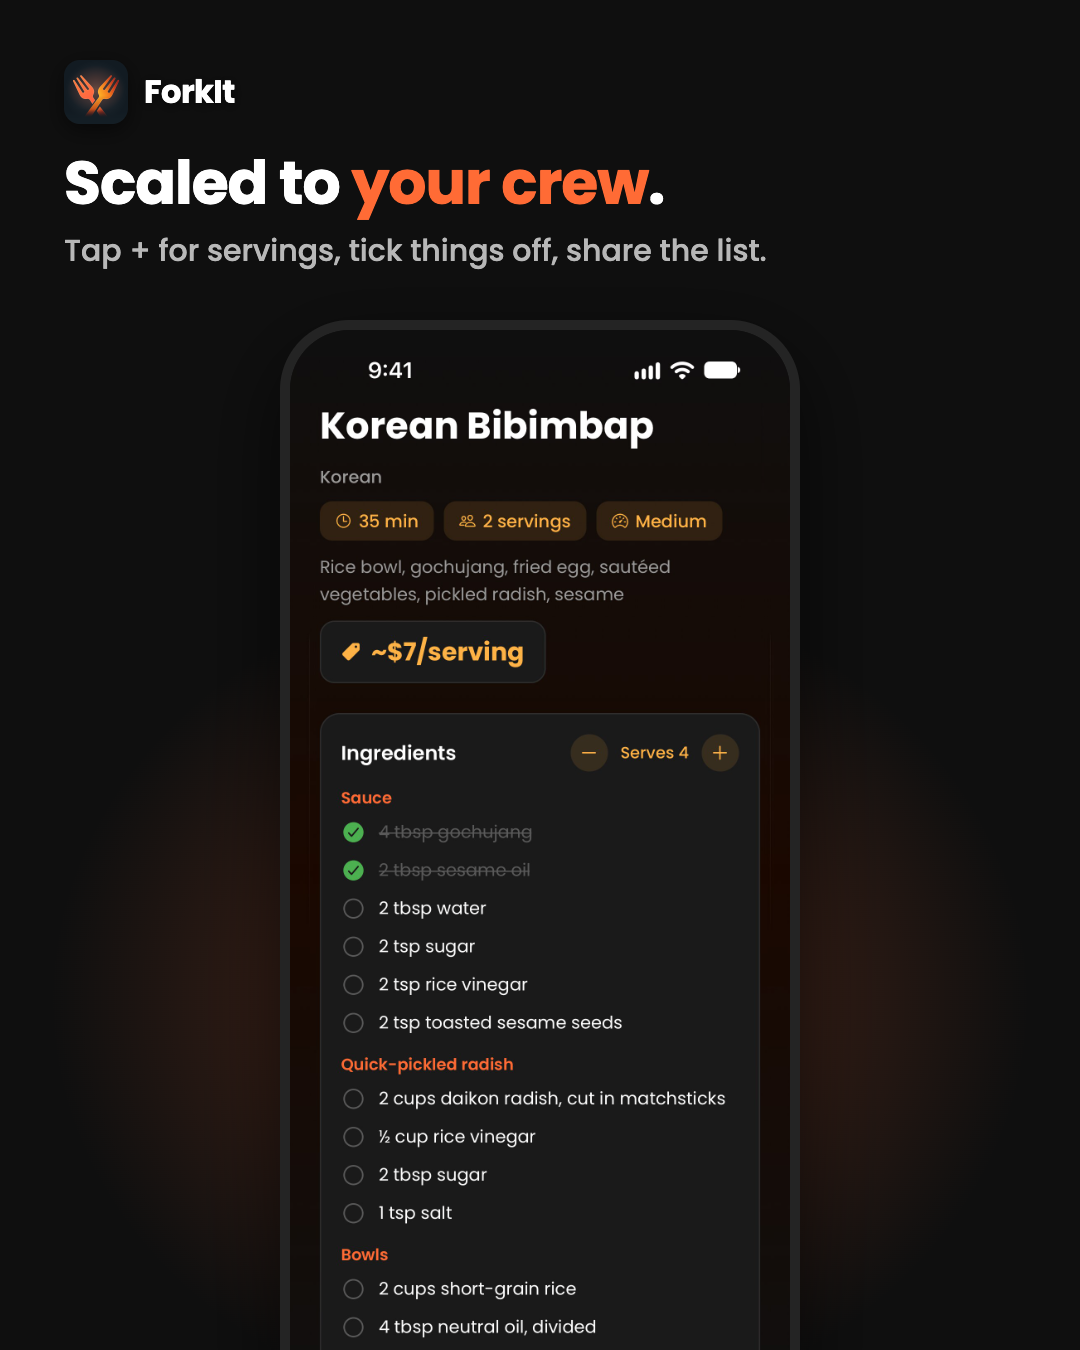 ForkIt
Scaled to your crew.
Tap + for servings, tick things off, share the list.
9:41
Korean Bibimbap
Korean
35 min 2 servings Medium
Rice bowl, gochujang, fried egg, sautéed
vegetables, pickled radish, sesame
~$7/serving
Ingredients − Serves 4 +
Sauce
4 tbsp gochujang
2 tbsp sesame oil
2 tbsp water
2 tsp sugar
2 tsp rice vinegar
2 tsp toasted sesame seeds
Quick-pickled radish
2 cups daikon radish, cut in matchsticks
½ cup rice vinegar
2 tbsp sugar
1 tsp salt
Bowls
2 cups short-grain rice
4 tbsp neutral oil, divided